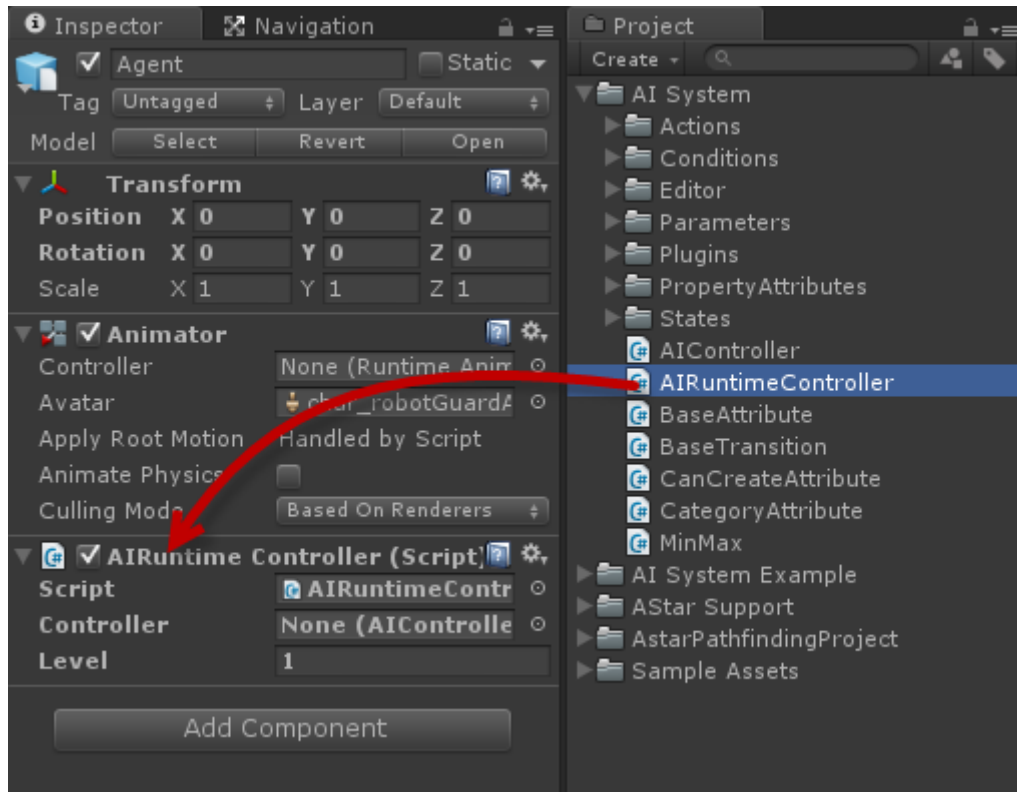 Inspector Navigation
Agent Static
Tag Untagged Layer Default
Model Select Revert Open
Transform
Position X 0 Y 0 Z 0
Rotation X 0 Y 0 Z 0
Scale X 1 Y 1 Z 1
Animator
Controller None (Runtime Anim
Avatar char_robotGuardA
Apply Root Motion Handled by Script
Animate Physics
Culling Mode Based On Renderers
AIRuntime Controller (Script)
Script AIRuntimeContr
Controller None (AIControlle
Level 1
Add Component
Project
Create
AI System
Actions
Conditions
Editor
Parameters
Plugins
PropertyAttributes
States
AIController
AIRuntimeController
BaseAttribute
BaseTransition
CanCreateAttribute
CategoryAttribute
MinMax
AI System Example
AStar Support
AstarPathfindingProject
Sample Assets